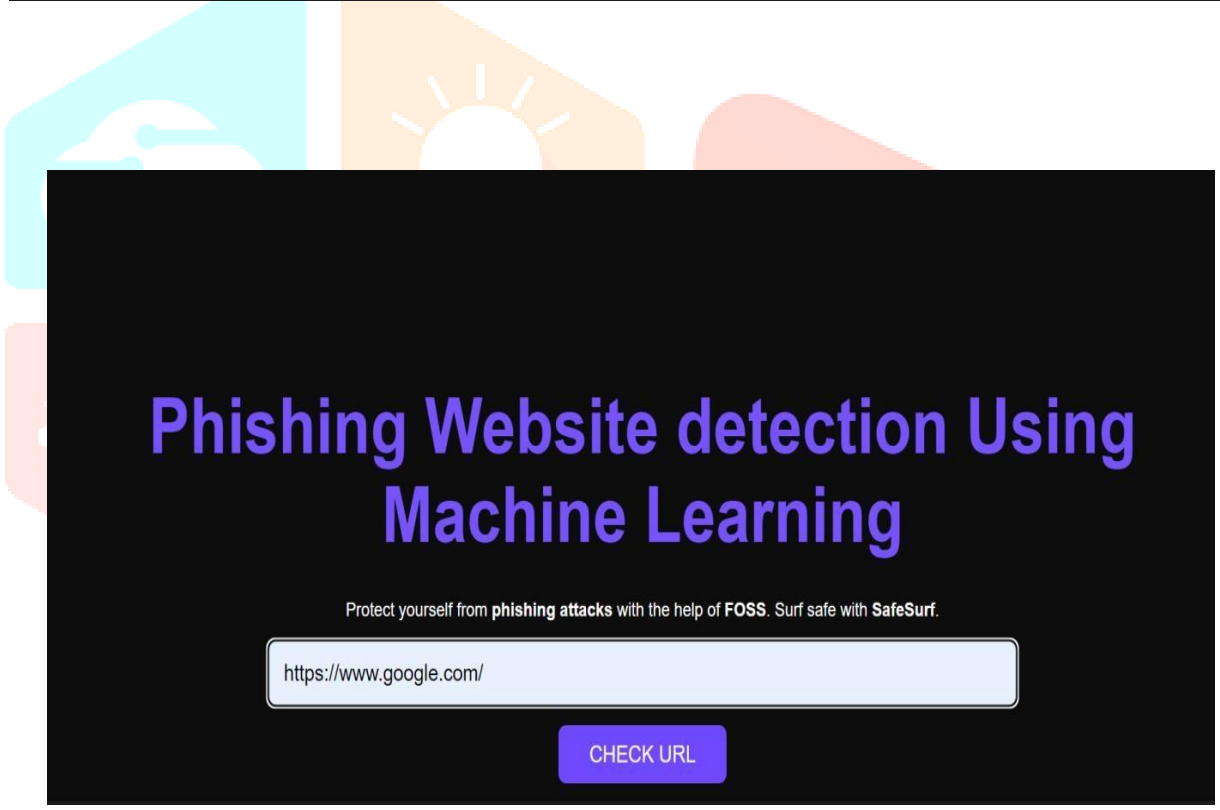 Phishing Website detection Using
Machine Learning
Protect yourself from phishing attacks with the help of FOSS. Surf safe with SafeSurf.
https://www.google.com/
CHECK URL